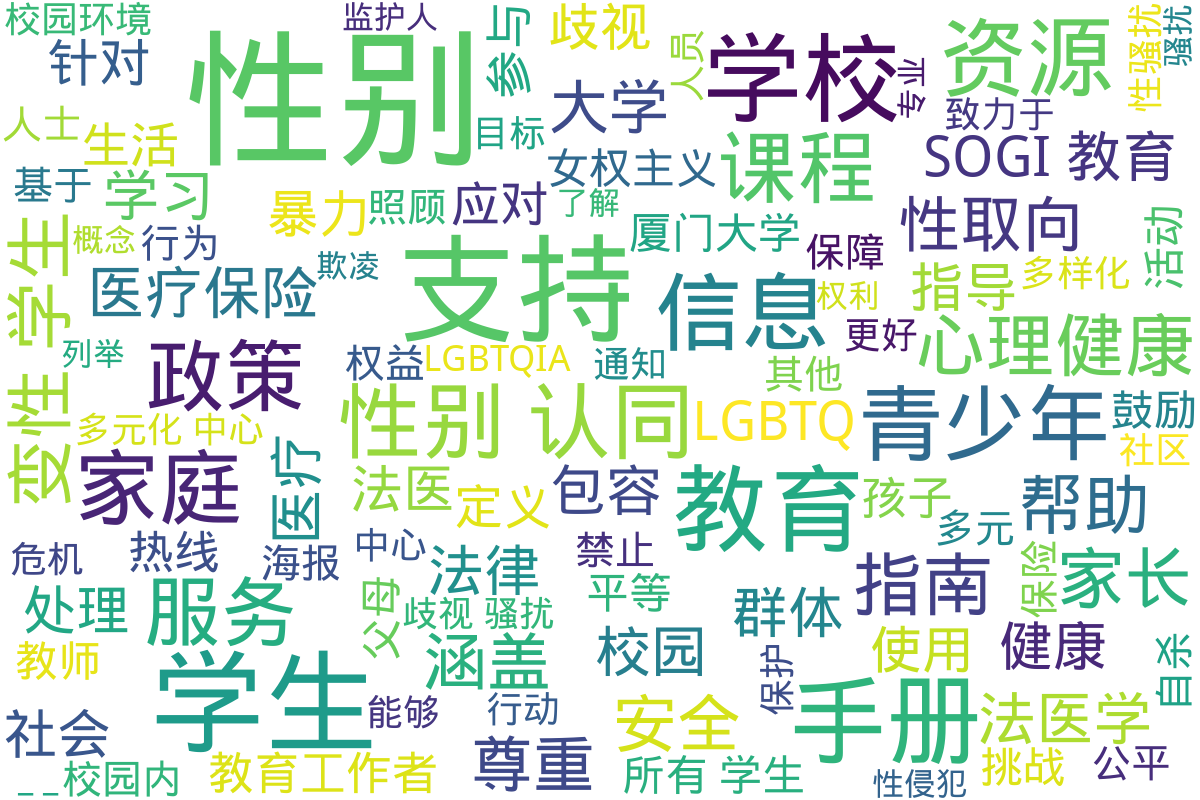 校园环境
监护人
参与
歧视
人员
学校
资源
性骚扰
骚扰
针对
性别
大学
专业
致力于
人士
生活
目标
女权主义
课程
SOGI 教育
基于
学习
暴力
照顾
应对
了解
厦门大学
性取向
活动
变性 学生
概念
行为
欺凌
支持
信息
保障
指导
多样化
医疗保险
权利
更好
心理健康
列举
政策
权益
LGBTQIA
通知
其他
多元化 中心
性别 认同
LGBTQ
青少年
鼓励
社区
家庭
医疗
法医
定义
包容
教育
孩子
多元
帮助
危机
热线
海报
中心
法律
禁止
平等
指南
保险
家长
处理
服务
父母
歧视 骚扰
群体
涵盖
校园
使用
健康
教师
学生
保护
手册
自杀
社会
能够
行动
安全
法医学
尊重
_ _校园内
教育工作者
所有 学生
性侵犯
挑战
公平